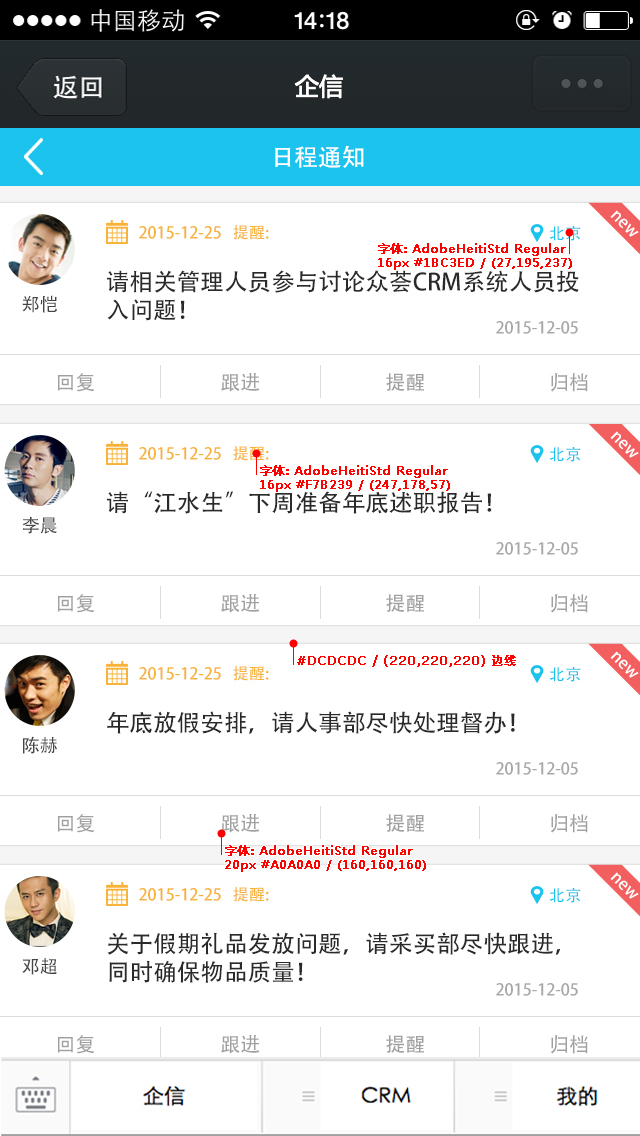 中国移动 14:18
返回 企信
日程通知
new
2015-12-25 提醒: 北京
字体: AdobeHeitiStd Regular
16px #1BC3ED / (27,195,237)
请相关管理人员参与讨论众荟CRM系统人员投
入问题！
郑恺
2015-12-05
回复 跟进 提醒 归档
new
2015-12-25 提醒: 北京
字体: AdobeHeitiStd Regular
16px #F7B239 / (247,178,57)
请“江水生”下周准备年底述职报告！
李晨
2015-12-05
回复 跟进 提醒 归档
#DCDCDC / (220,220,220) 边线
new
2015-12-25 提醒: 北京
年底放假安排，请人事部尽快处理督办！
陈赫
2015-12-05
回复 跟进 提醒 归档
字体: AdobeHeitiStd Regular
20px #A0A0A0 / (160,160,160)
new
2015-12-25 提醒: 北京
关于假期礼品发放问题，请采买部尽快跟进，
同时确保物品质量！
邓超
2015-12-05
回复 跟进 提醒 归档
企信 CRM 我的